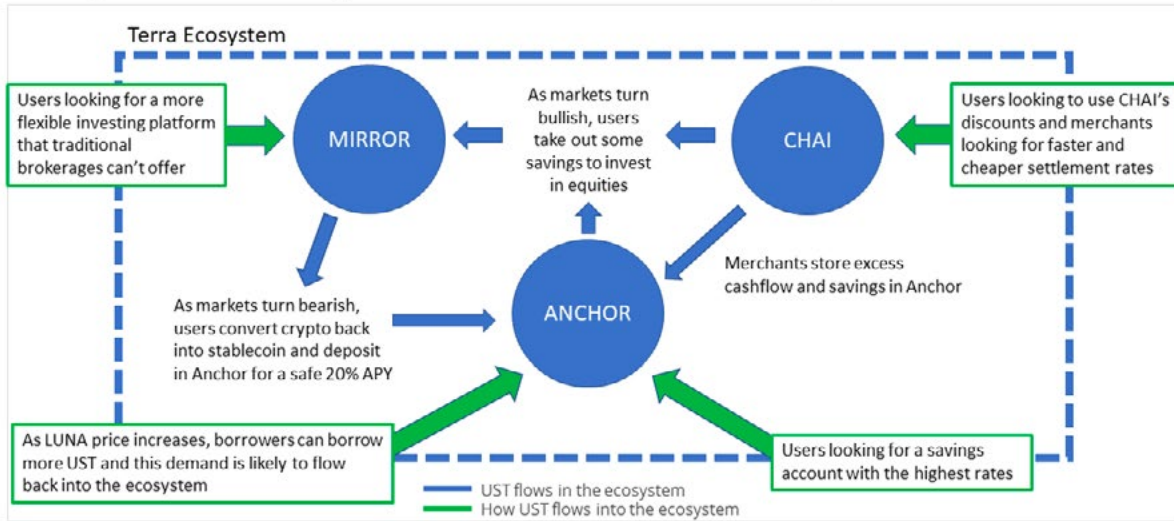 Terra Ecosystem
Users looking for a more
flexible investing platform
that traditional
brokerages can't offer
MIRROR
As markets turn
bullish, users
take out some
savings to invest
in equities
CHAI
Users looking to use CHAI's
discounts and merchants
looking for faster and
cheaper settlement rates
As markets turn bearish,
users convert crypto back
into stablecoin and deposit
in Anchor for a safe 20% APY
ANCHOR
Merchants store excess
cashflow and savings in Anchor
As LUNA price increases, borrowers can borrow
more UST and this demand is likely to flow
back into the ecosystem
Users looking for a savings
account with the highest rates
UST flows in the ecosystem
How UST flows into the ecosystem